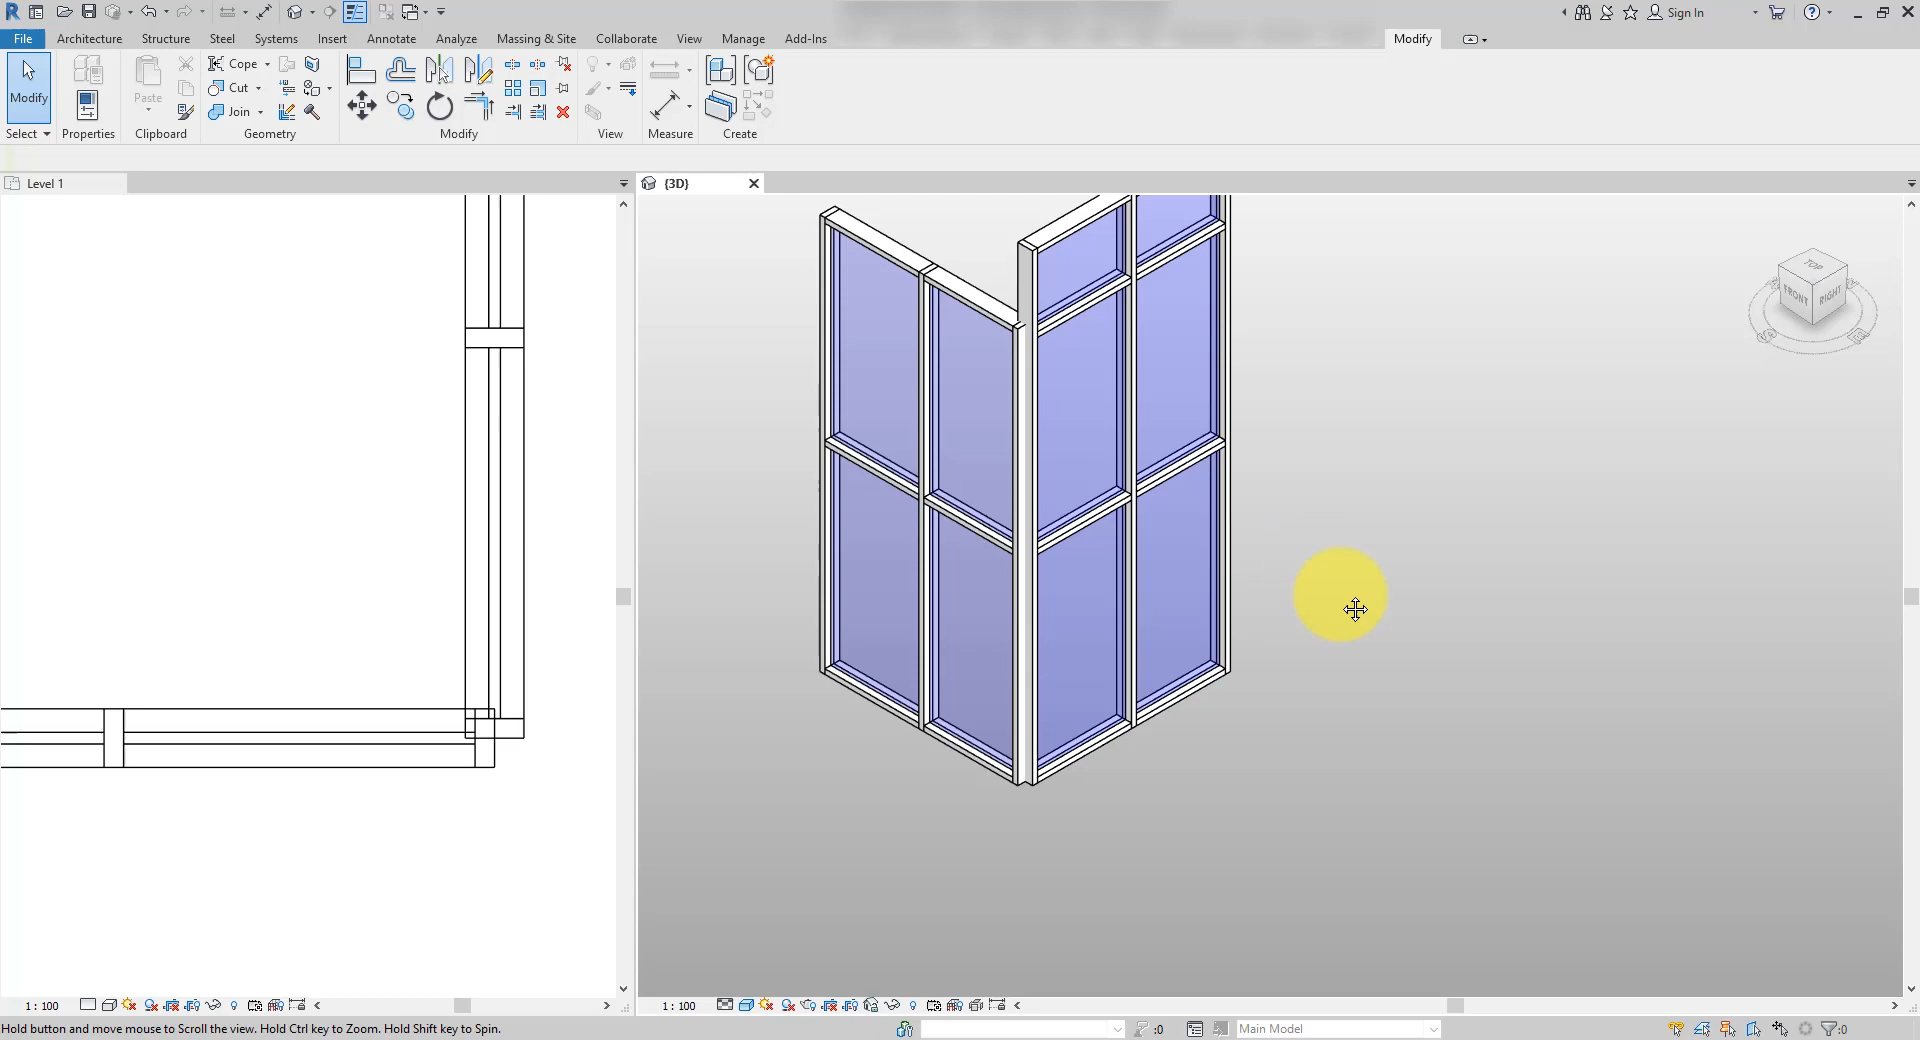 Sign In
File Architecture Structure Steel Systems Insert Annotate Analyze Massing & Site Collaborate View Manage Add-Ins Modify
Modify
Paste
Cope
Cut
Join
Select Properties Clipboard Geometry Modify View Measure Create
Level 1
{3D}
TOP
FRONT
RIGHT
1 : 100
1 : 100
Hold button and move mouse to Scroll the view. Hold Ctrl key to Zoom. Hold Shift key to Spin.
:0
Main Model
:0